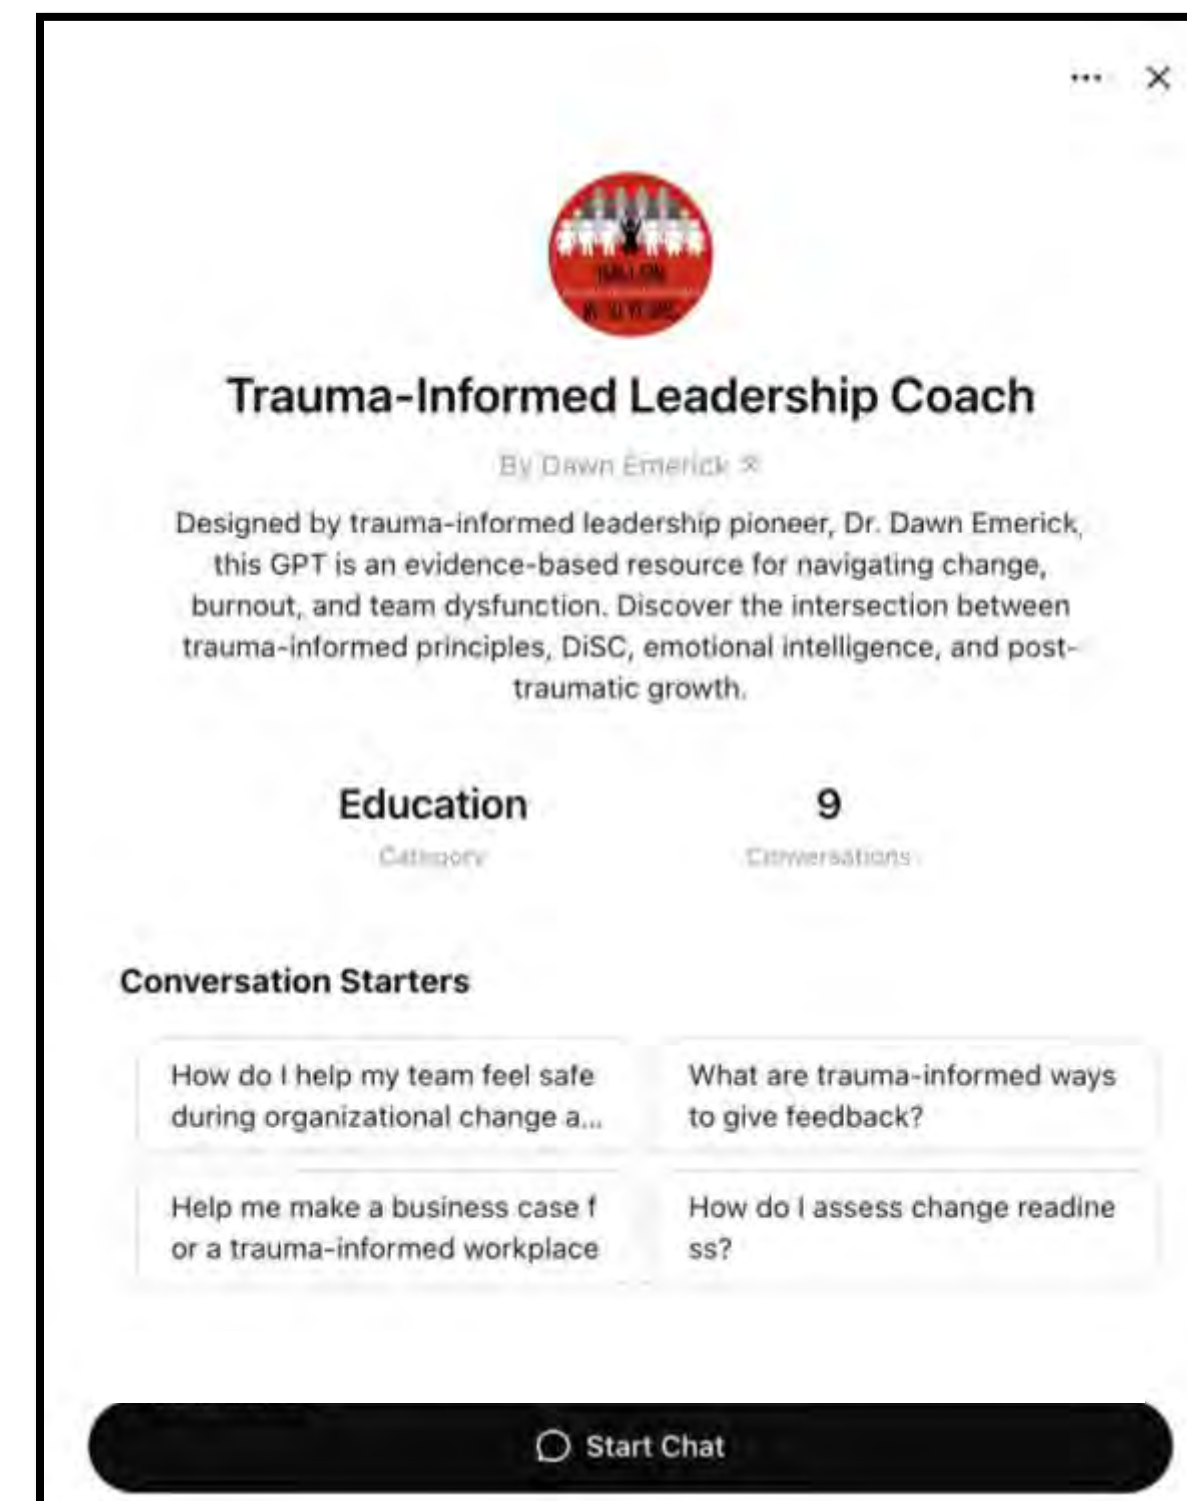 Trauma-Informed Leadership Coach
By Dawn Emerick
Designed by trauma-informed leadership pioneer, Dr. Dawn Emerick,
this GPT is an evidence-based resource for navigating change,
burnout, and team dysfunction. Discover the intersection between
trauma-informed principles, DiSC, emotional intelligence, and post-
traumatic growth.
Education
9
Category
Conversations
Conversation Starters
How do I help my team feel safe
during organizational change a...
What are trauma-informed ways
to give feedback?
Help me make a business case f
or a trauma-informed workplace
How do I assess change readine
ss?
Start Chat